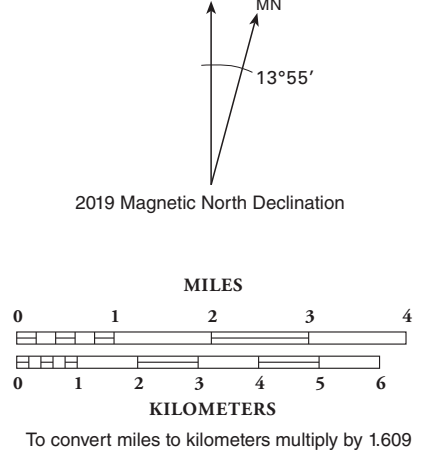 MN
13°55′
2019 Magnetic North Declination
MILES
0 1 2 3 4
0 1 2 3 4 5 6
KILOMETERS
To convert miles to kilometers multiply by 1.609